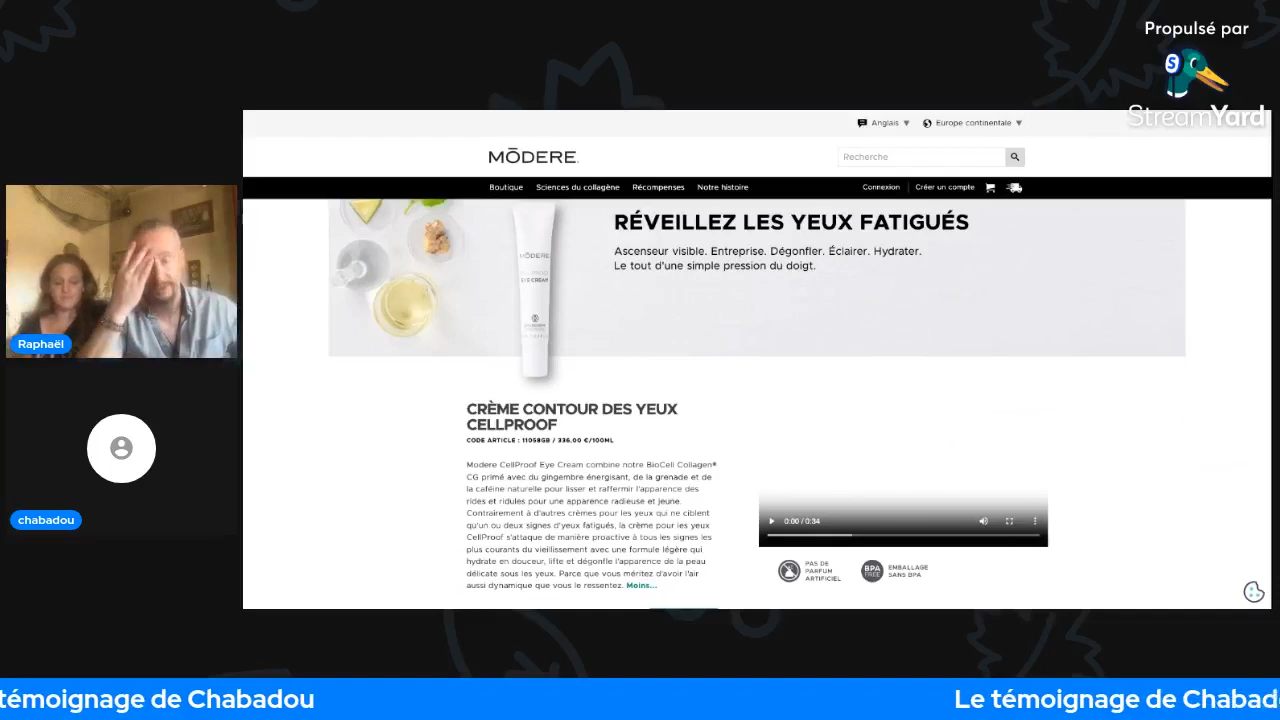 Propulsé par
StreamYard
Anglais
Europe continentale
MŌDERE
Recherche
Boutique
Sciences du collagène
Récompenses
Notre histoire
Connexion
Créer un compte
RÉVEILLEZ LES YEUX FATIGUÉS
Ascenseur visible. Entreprise. Dégonfler. Éclairer. Hydrater.
Le tout d'une simple pression du doigt.
MŌDERE
EYE CREAM
Raphaël
chabadou
CRÈME CONTOUR DES YEUX
CELLPROOF
CODE ARTICLE : 11058GB / 336,00 €/100ML
Modere CellProof Eye Cream combine notre BioCell Collagen®
CG primé avec du gingembre énergisant, de la grenade et de
la caféine naturelle pour lisser et raffermir l'apparence des
rides et ridules pour une apparence radieuse et jeune.
Contrairement à d'autres crèmes pour les yeux qui ne ciblent
qu'un ou deux signes d'yeux fatigués, la crème pour les yeux
CellProof s'attaque de manière proactive à tous les signes les
plus courants du vieillissement avec une formule légère qui
hydrate en douceur, lifte et dégonfle l'apparence de la peau
délicate sous les yeux. Parce que vous méritez d'avoir l'air
aussi dynamique que vous le ressentez. Moins...
0:00 / 0:34
PAS DE
PARFUM
ARTIFICIEL
BPA
FREE
EMBALLAGE
SANS BPA
témoignage de Chabadou
Le témoignage de Chabad